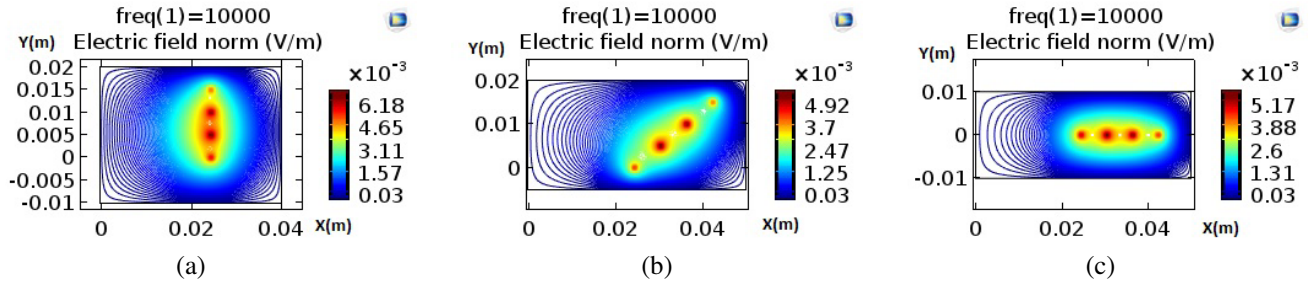 freq(1)=10000
Y(m) Electric field norm (V/m)
×10⁻³
0.02
0.015
0.01
0.005
0
-0.005
-0.01
6.18
4.65
3.11
1.57
0.03
0 0.02 0.04 X(m)
(a)
freq(1)=10000
Y(m) Electric field norm (V/m)
×10⁻³
0.02
0.01
0
4.92
3.7
2.47
1.25
0.03
0 0.02 0.04 X(m)
(b)
freq(1)=10000
Y(m) Electric field norm (V/m)
×10⁻³
0.01
0
-0.01
5.17
3.88
2.6
1.31
0.03
0 0.02 0.04 X(m)
(c)